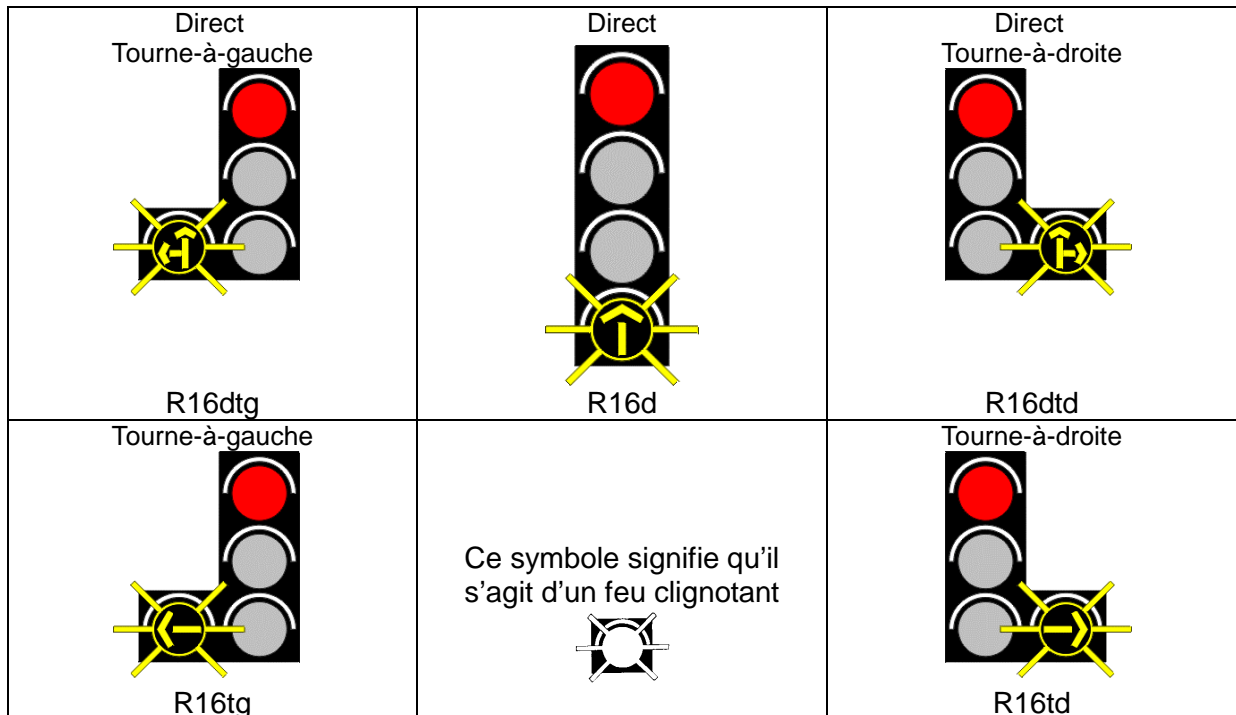 Direct
Tourne-à-gauche
R16dtg
Direct
R16d
Direct
Tourne-à-droite
R16dtd
Tourne-à-gauche
R16tg
Ce symbole signifie qu'il
s'agit d'un feu clignotant
Tourne-à-droite
R16td